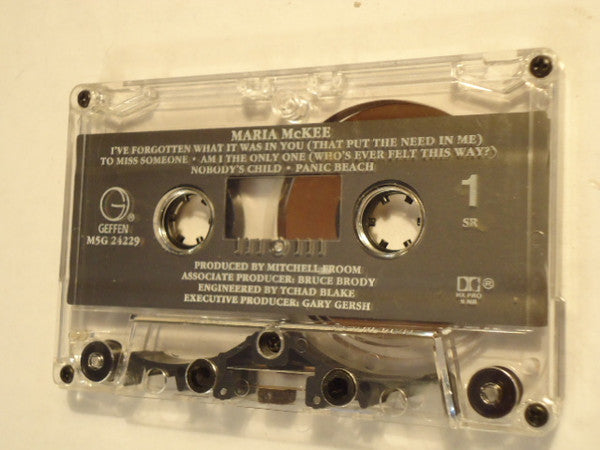 MARIA McKEE
I'VE FORGOTTEN WHAT IT WAS IN YOU (THAT PUT THE NEED IN ME)
TO MISS SOMEONE • AM I THE ONLY ONE (WHO'S EVER FELT THIS WAY?)
NOBODY'S CHILD • PANIC BEACH
G®
GEFFEN
M5G 24229
1
SR
PRODUCED BY MITCHELL FROOM
ASSOCIATE PRODUCER: BRUCE BRODY
ENGINEERED BY TCHAD BLAKE
EXECUTIVE PRODUCER: GARY GERSH
®
HX PRO